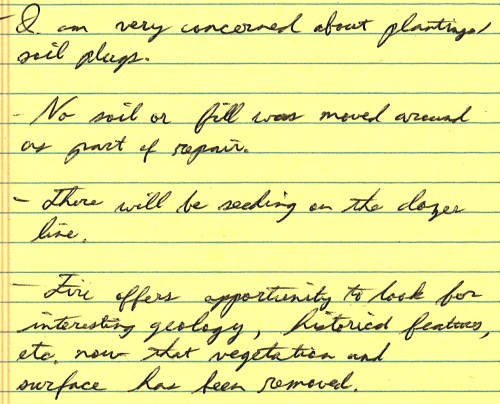 - I am very concerned about plantings/
soil plugs.
- No soil or fill was moved around
as part of repair.
- There will be seeding on the dozer
line.
- Fire offers opportunity to look for
interesting geology, historical features,
etc. now that vegetation and
surface has been removed.